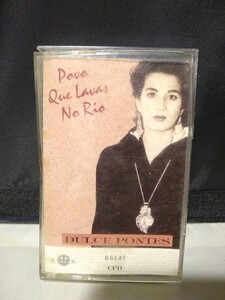 Povo
Que Lavas
No Rio
DULCE PONTES
CPD